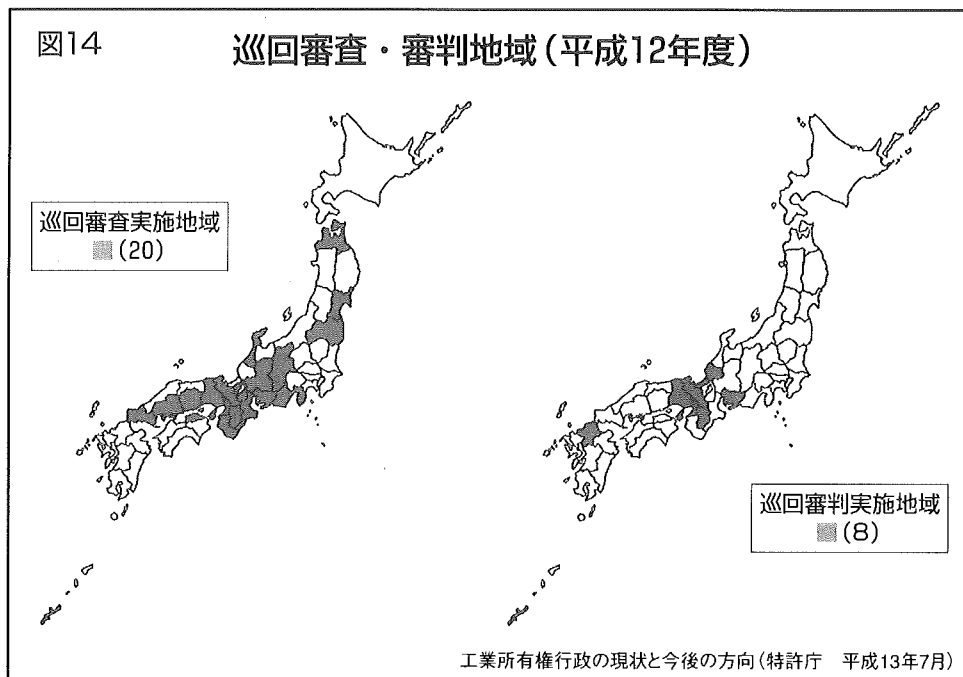 図14
巡回審査・審判地域(平成12年度)
巡回審査実施地域
(20)
巡回審判実施地域
(8)
工業所有権行政の現状と今後の方向(特許庁　平成13年7月)